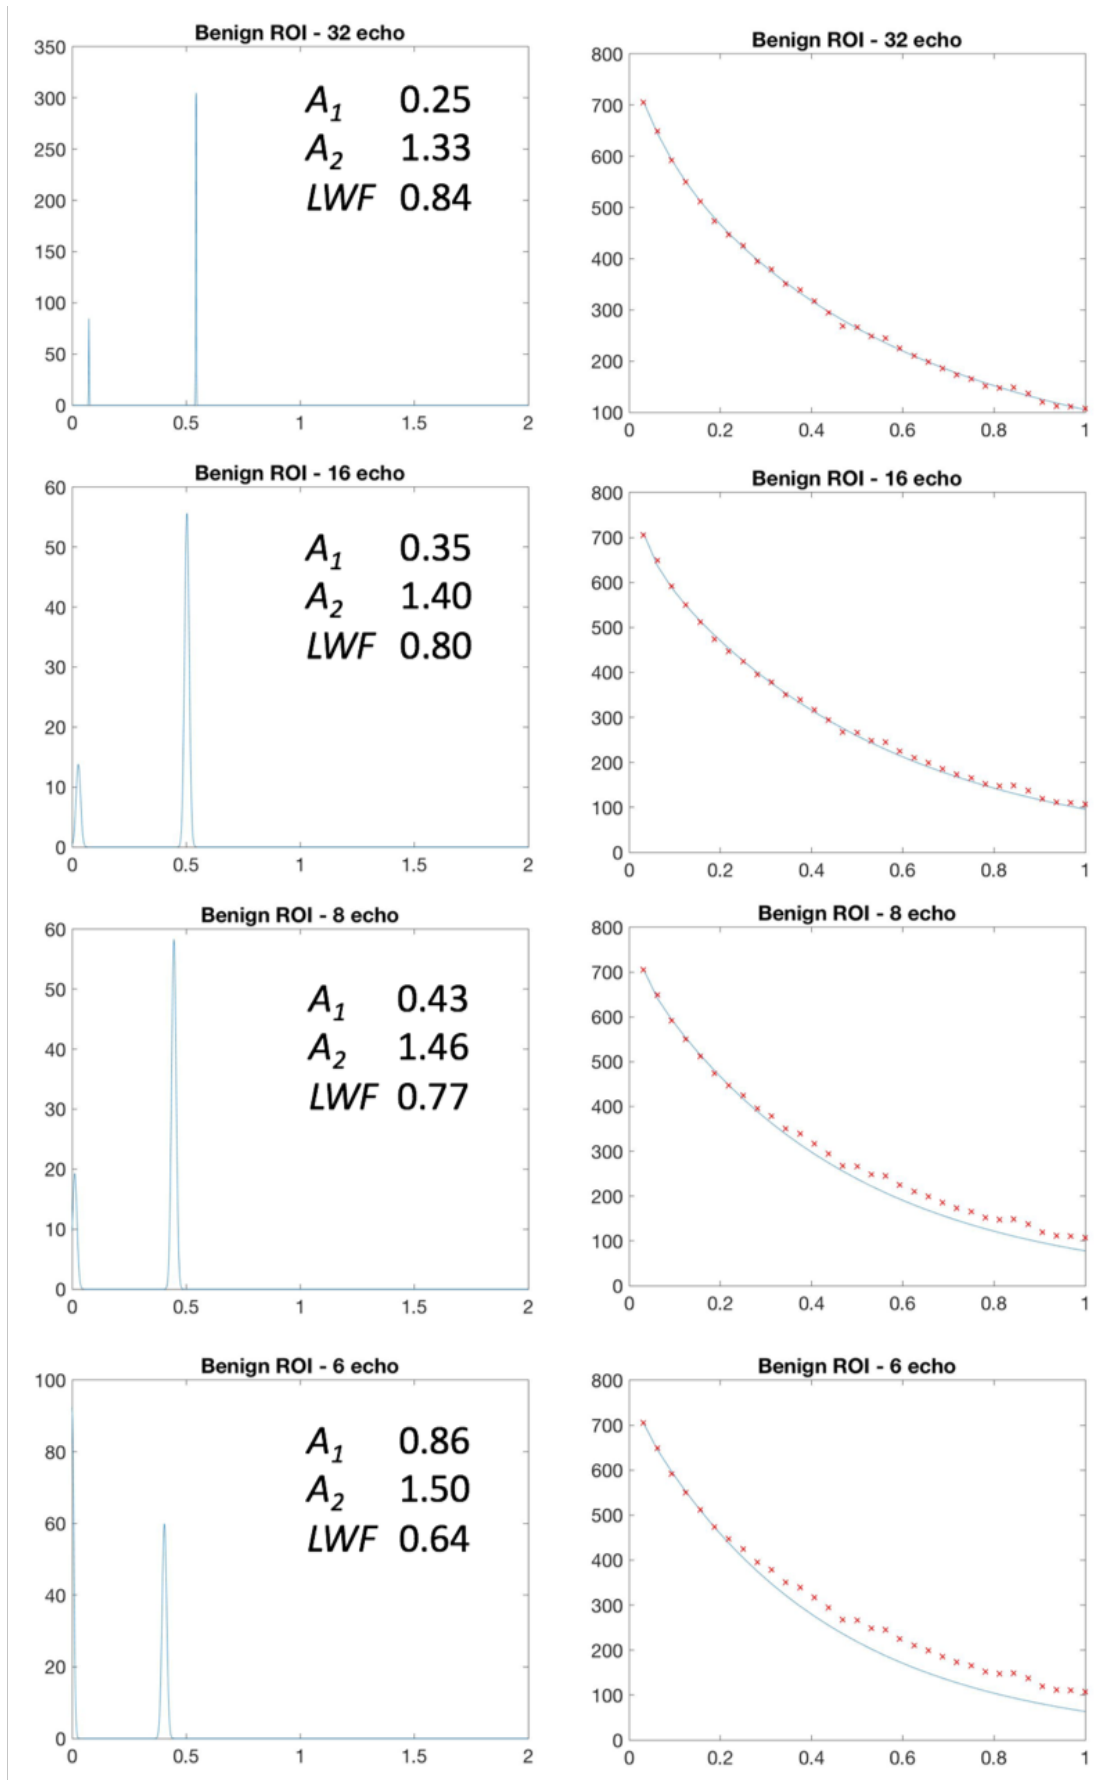 Benign ROI - 32 echo
350
300
250
200
150
100
50
0
0 0.5 1 1.5 2
A1 0.25
A2 1.33
LWF 0.84
Benign ROI - 32 echo
800
700
600
500
400
300
200
100
0 0.2 0.4 0.6 0.8 1
Benign ROI - 16 echo
60
50
40
30
20
10
0
0 0.5 1 1.5 2
A1 0.35
A2 1.40
LWF 0.80
Benign ROI - 16 echo
800
700
600
500
400
300
200
100
0
0 0.2 0.4 0.6 0.8 1
Benign ROI - 8 echo
60
50
40
30
20
10
0
0 0.5 1 1.5 2
A1 0.43
A2 1.46
LWF 0.77
Benign ROI - 8 echo
800
700
600
500
400
300
200
100
0
0 0.2 0.4 0.6 0.8 1
Benign ROI - 6 echo
100
80
60
40
20
0
0 0.5 1 1.5 2
A1 0.86
A2 1.50
LWF 0.64
Benign ROI - 6 echo
800
700
600
500
400
300
200
100
0
0 0.2 0.4 0.6 0.8 1